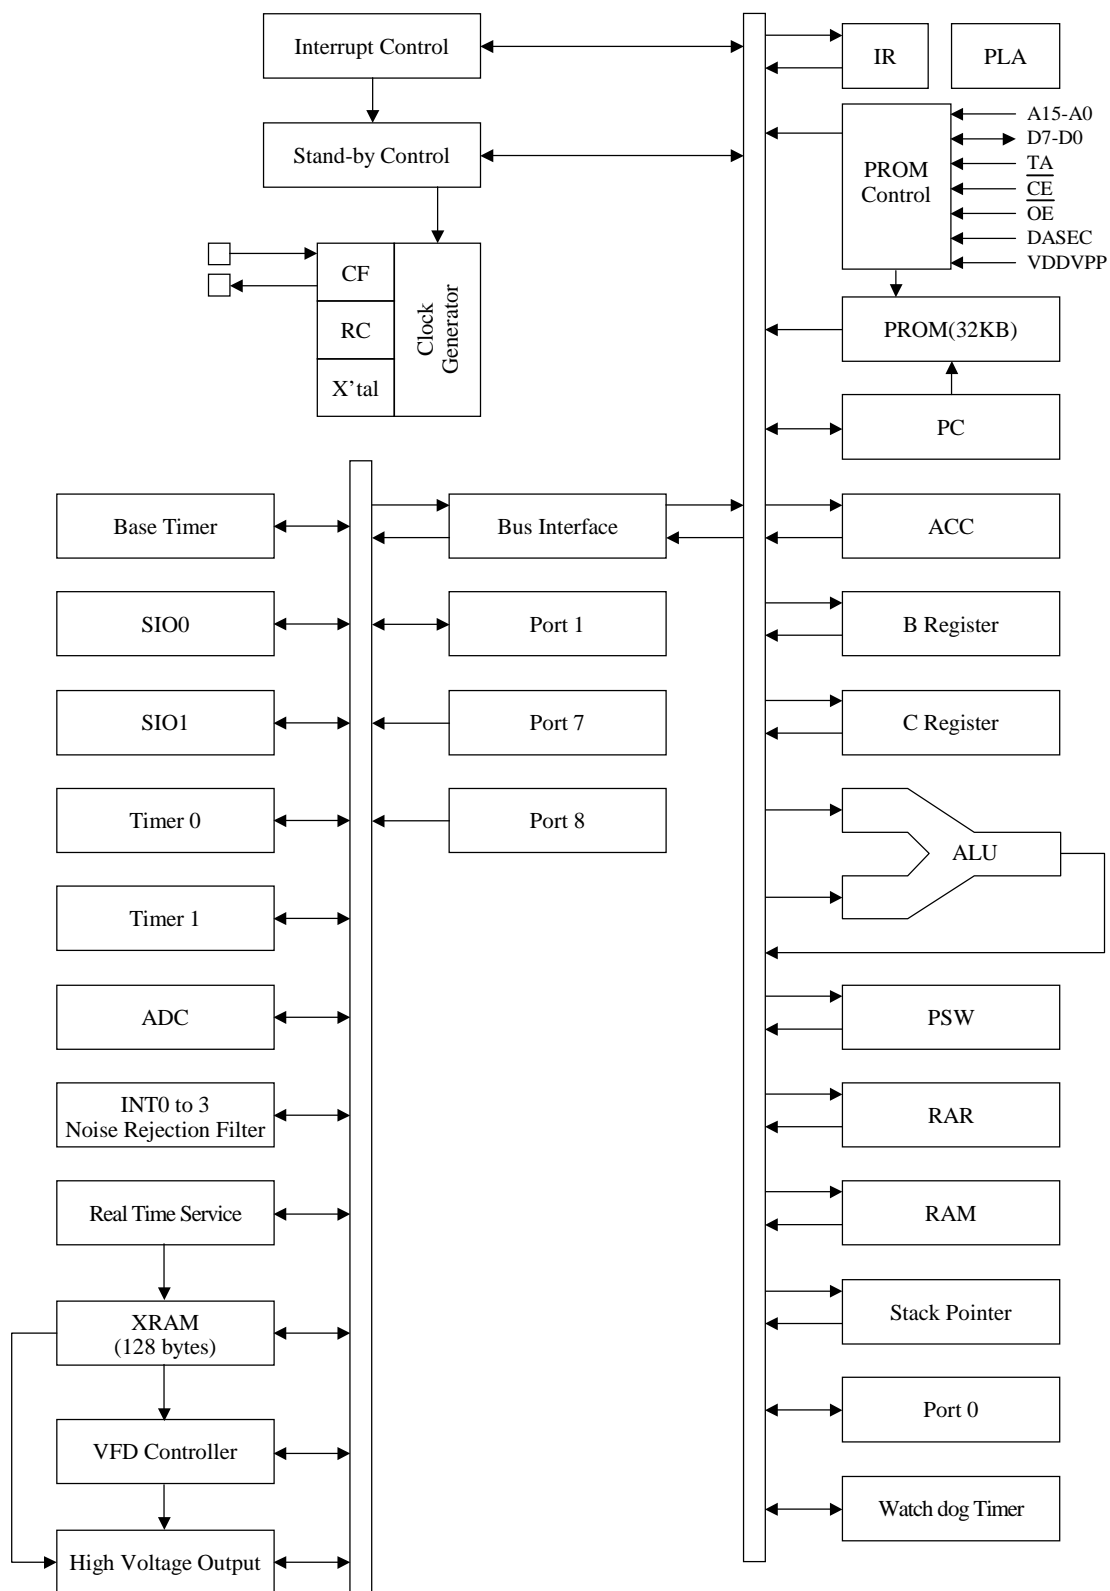 Interrupt Control
IR
PLA
Stand-by Control
PROM
Control
A15-A0
D7-D0
TA
CE
OE
DASEC
VDDVPP
CF
RC
X'tal
Clock
Generator
PROM(32KB)
PC
Base Timer
Bus Interface
ACC
SIO0
Port 1
B Register
SIO1
Port 7
C Register
Timer 0
Port 8
ALU
Timer 1
ADC
PSW
INT0 to 3
Noise Rejection Filter
RAR
Real Time Service
RAM
XRAM
(128 bytes)
Stack Pointer
VFD Controller
Port 0
High Voltage Output
Watch dog Timer